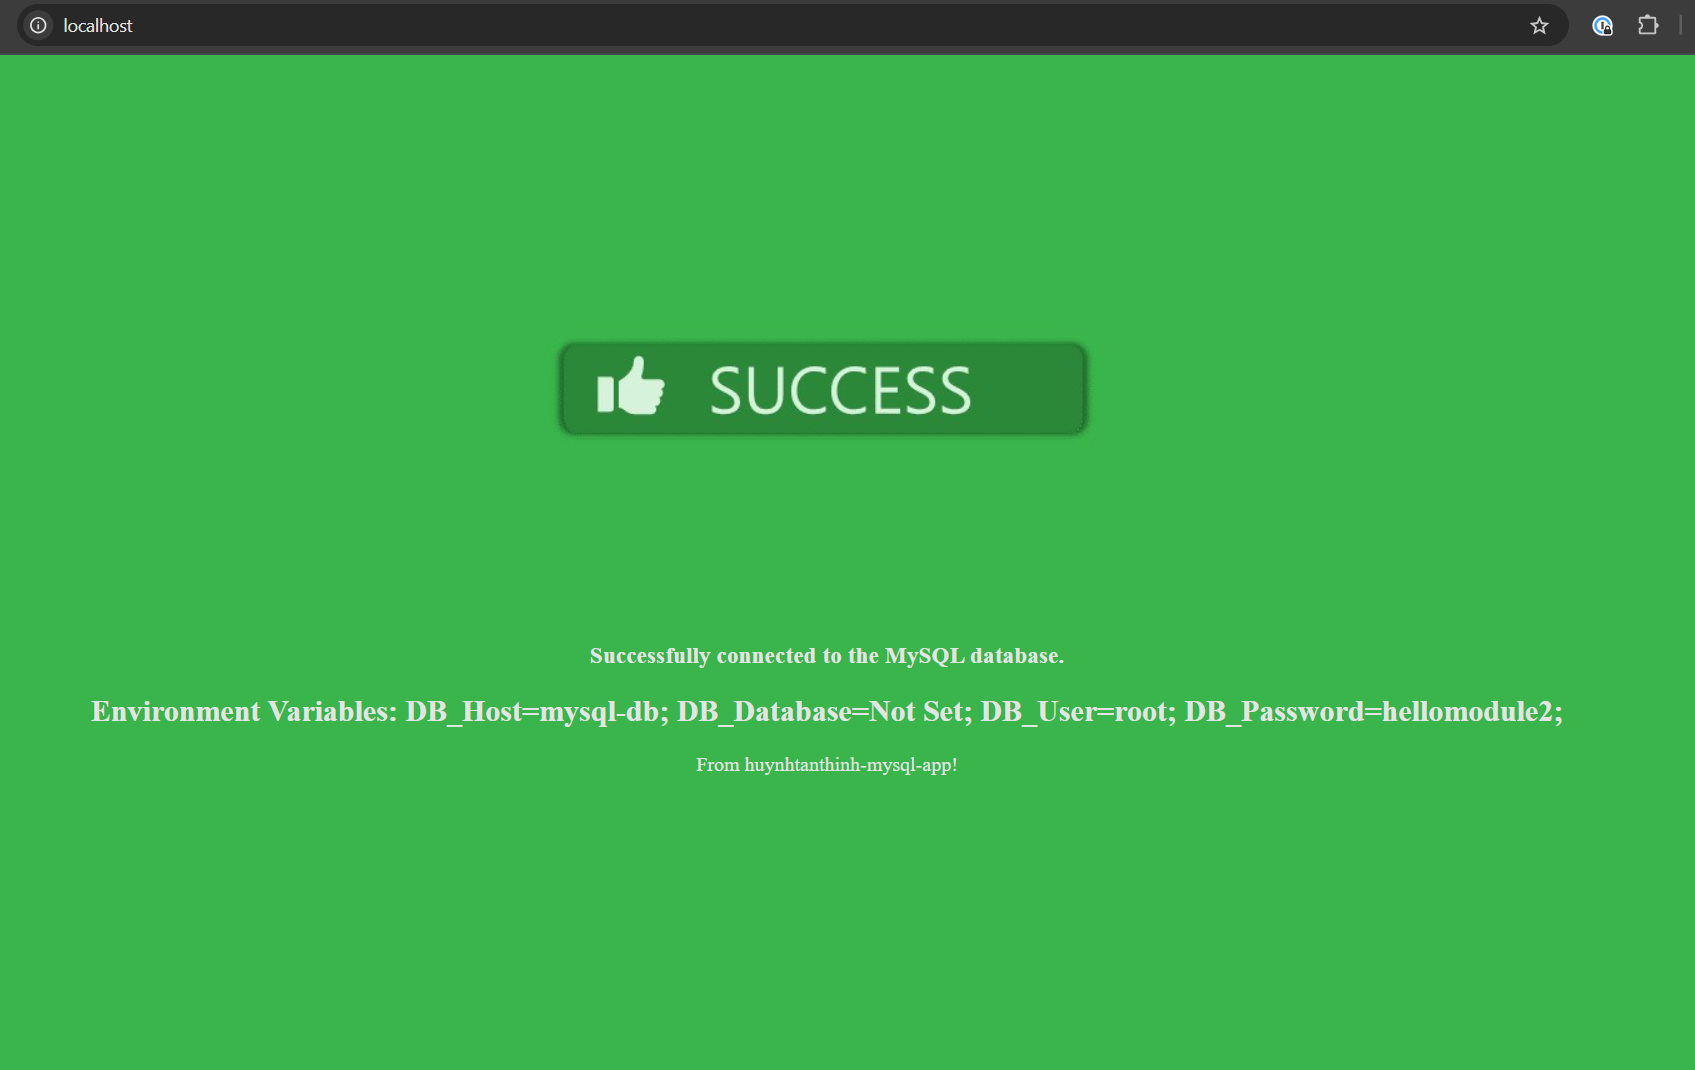 localhost
SUCCESS
Successfully connected to the MySQL database.
Environment Variables: DB_Host=mysql-db; DB_Database=Not Set; DB_User=root; DB_Password=hellomodule2;
From huynhtanthinh-mysql-app!